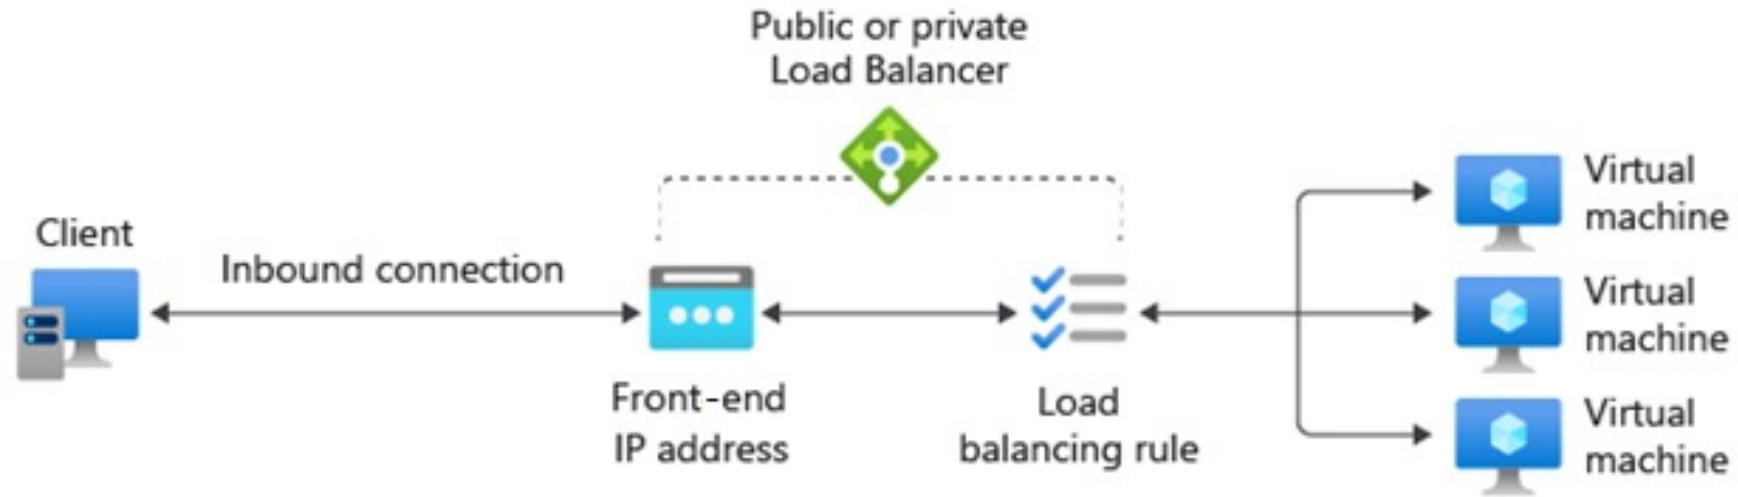 Public or private
Load Balancer
Client
Inbound connection
Front-end
IP address
Load
balancing rule
Virtual
machine
Virtual
machine
Virtual
machine